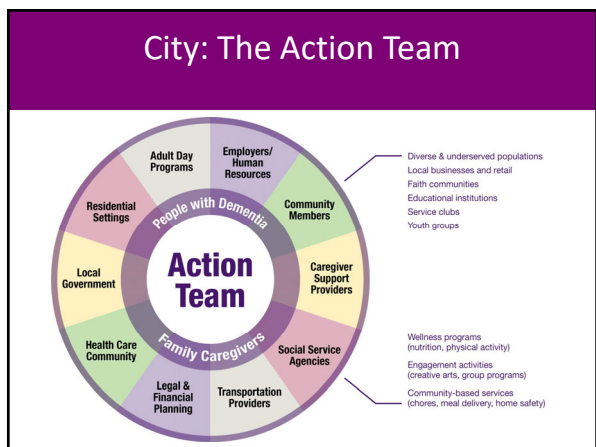 City: The Action Team
Adult Day
Programs
Employers/
Human
Resources
Community
Members
Caregiver
Support
Providers
Social Service
Agencies
Transportation
Providers
Legal &
Financial
Planning
Health Care
Community
Local
Government
Residential
Settings
People with Dementia
Action
Team
Family Caregivers
Diverse & underserved populations
Local businesses and retail
Faith communities
Educational institutions
Service clubs
Youth groups
Wellness programs
(nutrition, physical activity)
Engagement activities
(creative arts, group programs)
Community-based services
(chores, meal delivery, home safety)